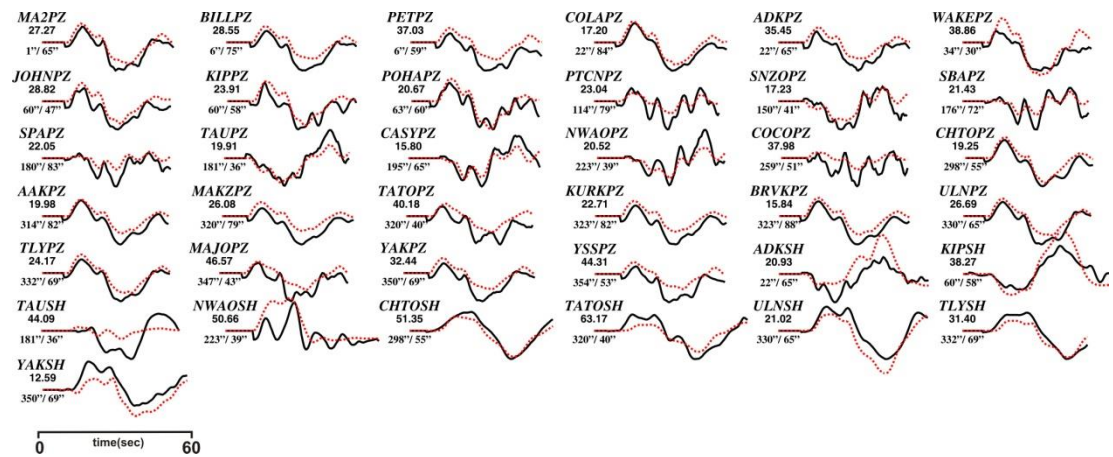 MA2PZ
27.27
1"/ 65"
BILLPZ
28.55
6"/ 75"
PETPZ
37.03
6"/ 59"
COLAPZ
17.20
22"/ 84"
ADKPZ
35.45
22"/ 65"
WAKEPZ
38.86
34"/ 30"
JOHNPZ
28.82
60"/ 47"
KIPPZ
23.91
60"/ 58"
POHAPZ
20.67
63"/ 60"
PTCNPZ
23.04
114"/ 79"
SNZOPZ
17.23
150"/ 41"
SBAPZ
21.43
176"/ 72"
SPAPZ
22.05
180"/ 83"
TAUPZ
19.91
181"/ 36"
CASYPZ
15.80
195"/ 65"
NWAOPZ
20.52
223"/ 39"
COCOPZ
37.98
259"/ 51"
CHTOPZ
19.25
298"/ 55"
AAKPZ
19.98
314"/ 82"
MAKZPZ
26.08
320"/ 79"
TATOPZ
40.18
320"/ 40"
KURKPZ
22.71
323"/ 82"
BRVKPZ
15.84
323"/ 88"
ULNPZ
26.69
330"/ 65"
TLYPZ
24.17
332"/ 69"
MAJOPZ
46.57
347"/ 43"
YAKPZ
32.44
350"/ 69"
YSSPZ
44.31
354"/ 53"
ADKSH
20.93
22"/ 65"
KIPSH
38.27
60"/ 58"
TAUSH
44.09
181"/ 36"
NWAOSH
50.66
223"/ 39"
CHTOSH
51.35
298"/ 55"
TATOSH
63.17
320"/ 40"
ULNSH
21.02
330"/ 65"
TLYSH
31.40
332"/ 69"
YAKSH
12.59
350"/ 69"
time(sec)
0 60